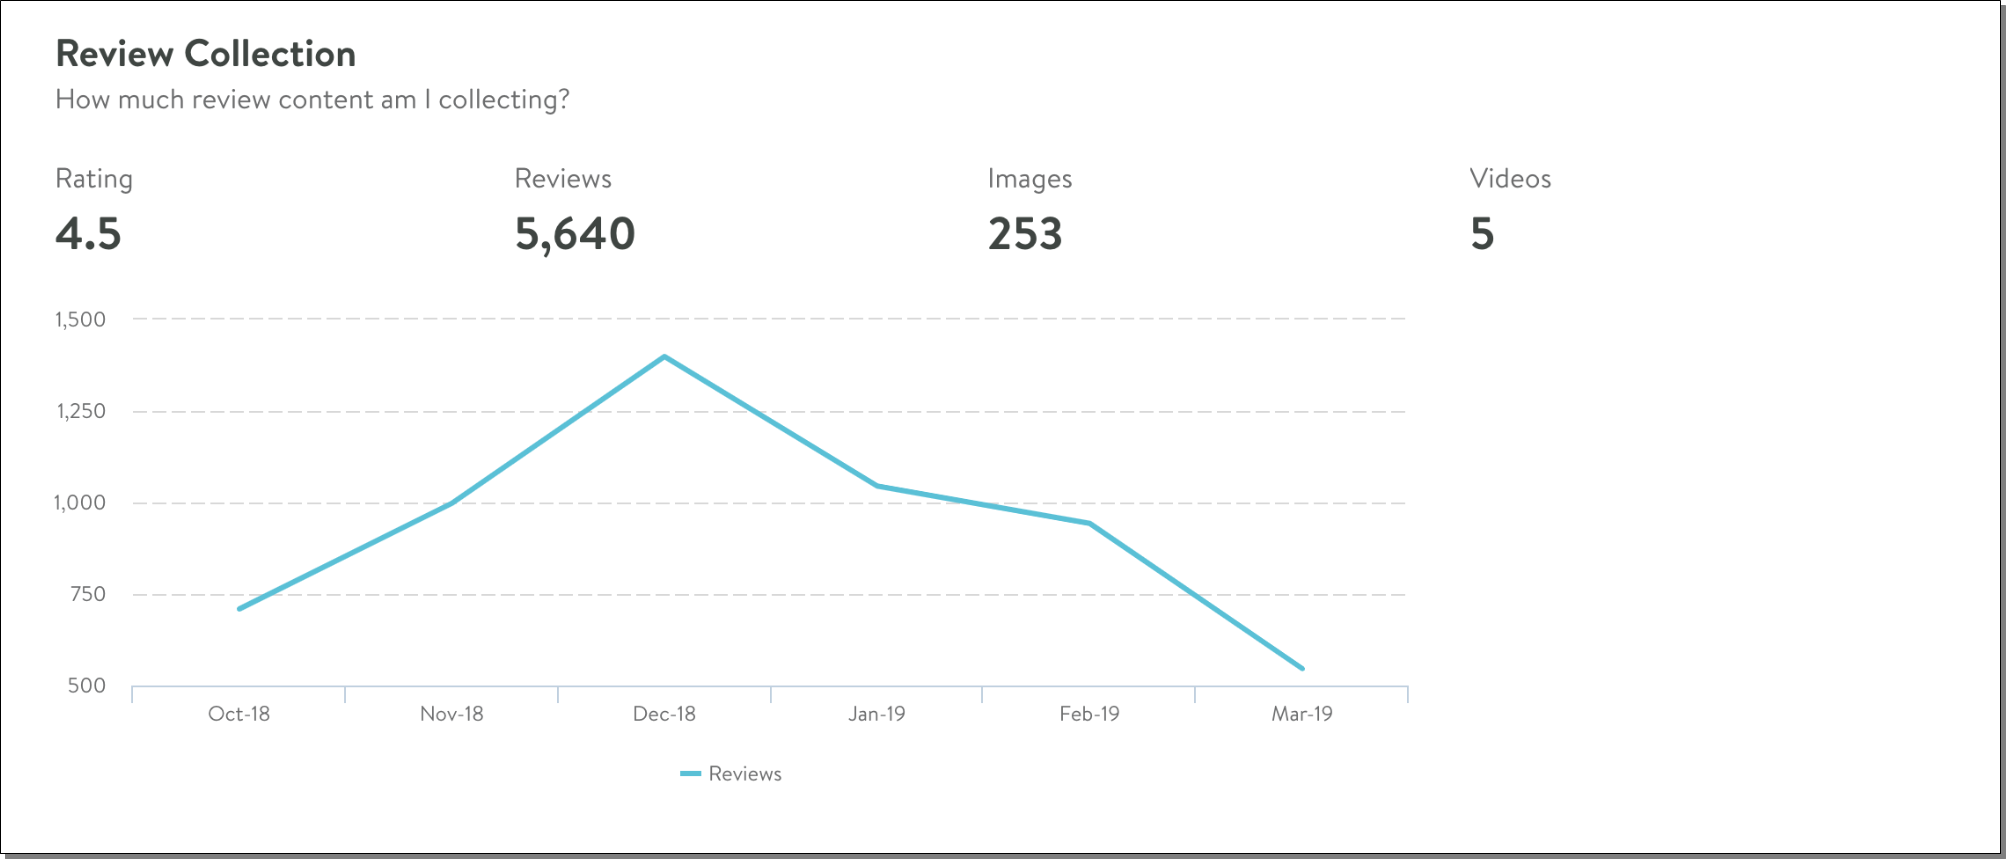 Review Collection
How much review content am I collecting?
Rating
4.5
Reviews
5,640
Images
253
Videos
5
1,500
1,250
1,000
750
500
Oct-18 Nov-18 Dec-18 Jan-19 Feb-19 Mar-19
Reviews